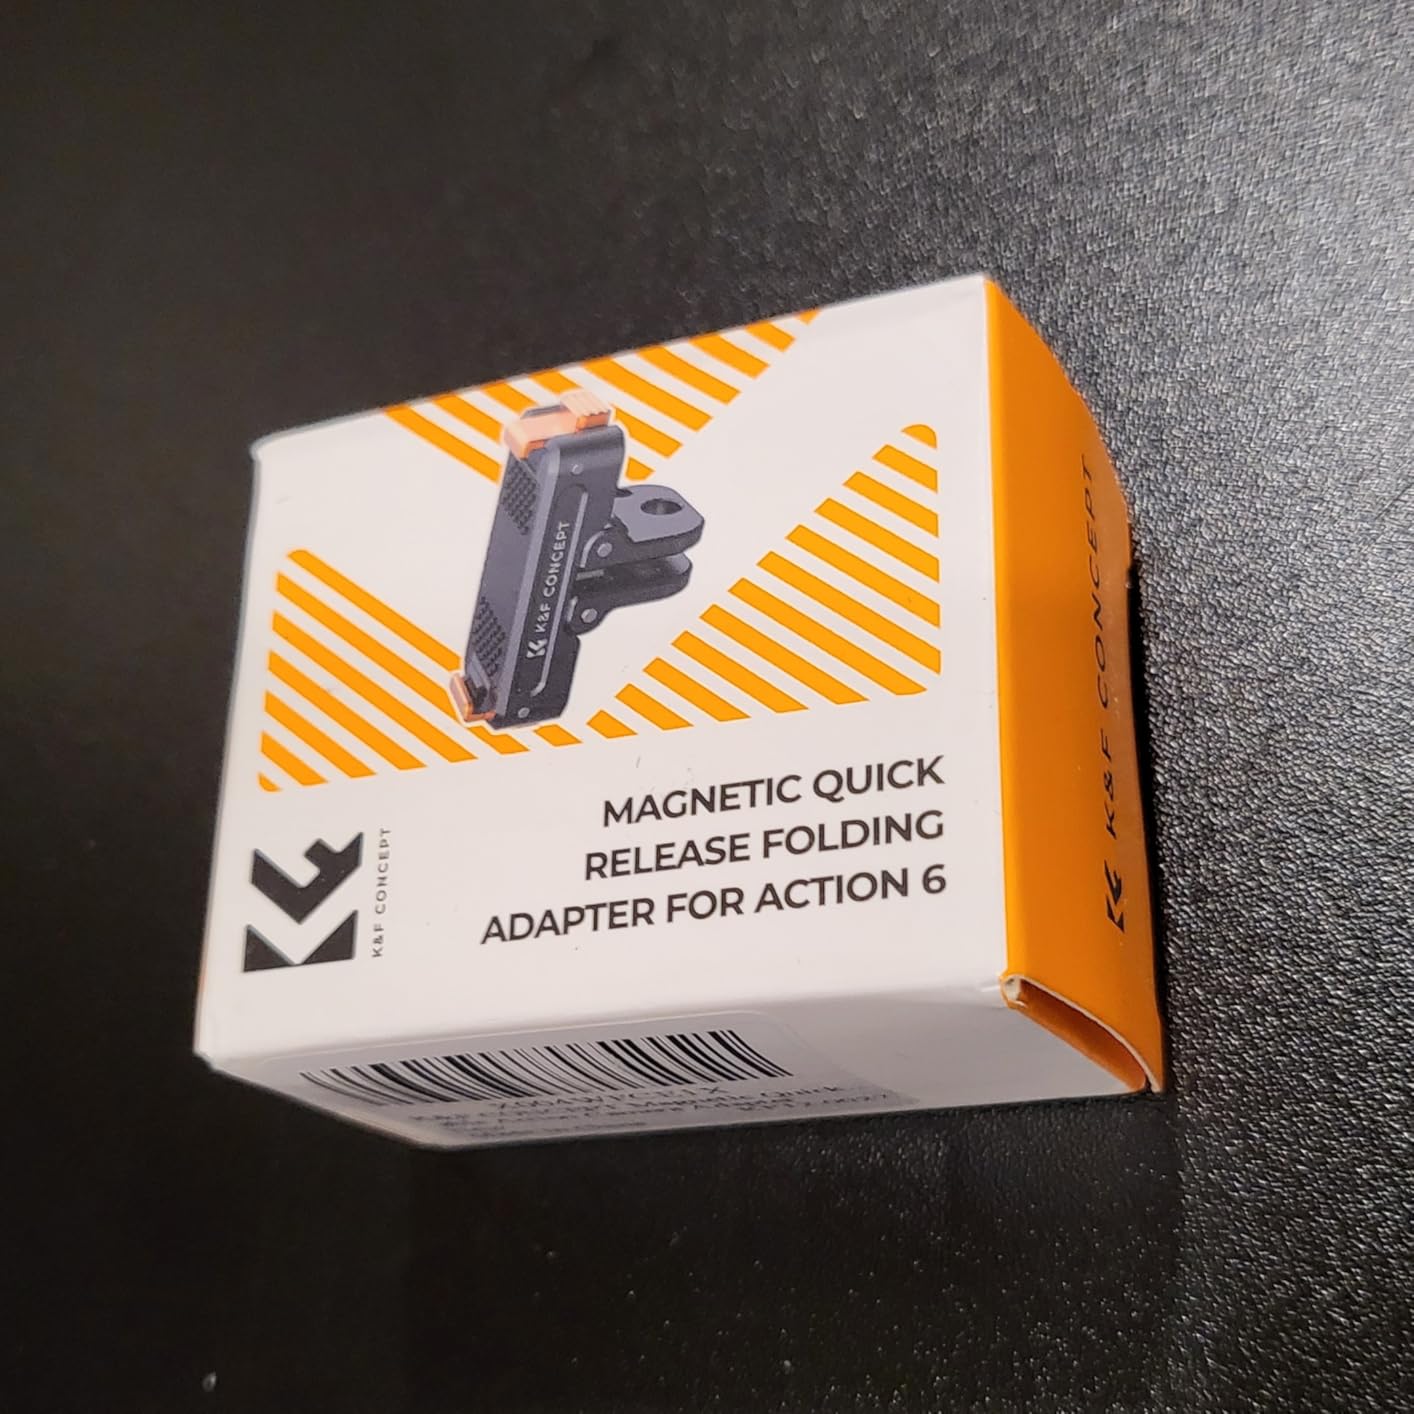 K&F CONCEPT
K&F CONCEPT
MAGNETIC QUICK
RELEASE FOLDING
ADAPTER FOR ACTION 6
K&F CONCEPT